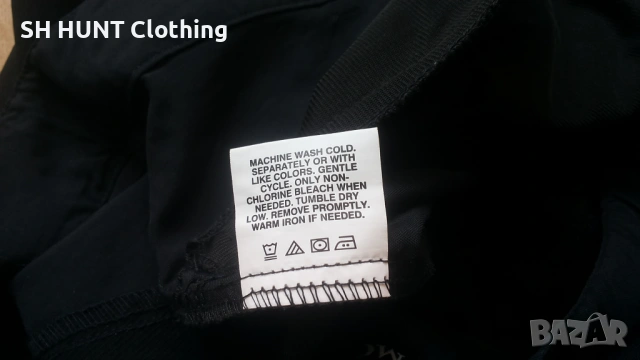 SH HUNT Clothing
MACHINE WASH COLD.
SEPARATELY OR WITH
LIKE COLORS. GENTLE
CYCLE. ONLY NON-
CHLORINE BLEACH WHEN
NEEDED. TUMBLE DRY
LOW. REMOVE PROMPTLY.
WARM IRON IF NEEDED.
BAZAR